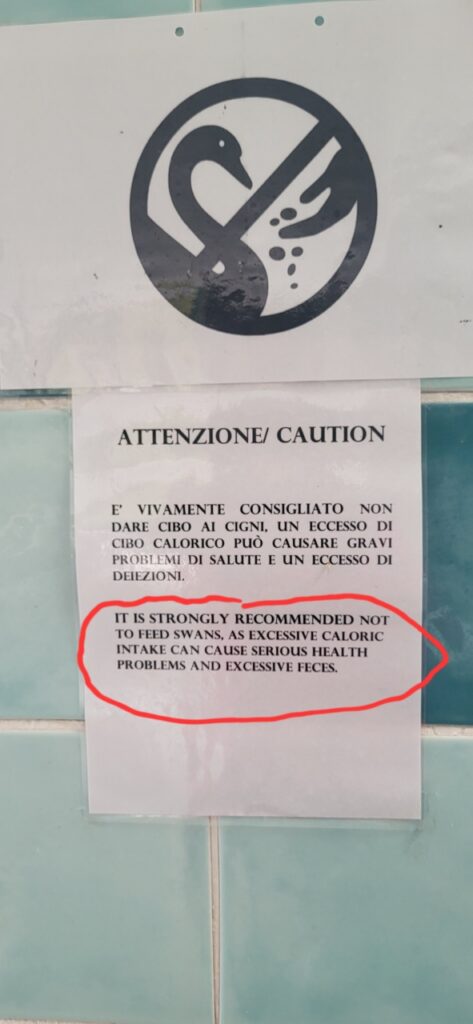 ATTENZIONE/ CAUTION
E' VIVAMENTE CONSIGLIATO NON
DARE CIBO AI CIGNI, UN ECCESSO DI
CIBO CALORICO PUÒ CAUSARE GRAVI
PROBLEMI DI SALUTE E UN ECCESSO DI
DEIEZIONI.
IT IS STRONGLY RECOMMENDED NOT
TO FEED SWANS, AS EXCESSIVE CALORIC
INTAKE CAN CAUSE SERIOUS HEALTH
PROBLEMS AND EXCESSIVE FECES.